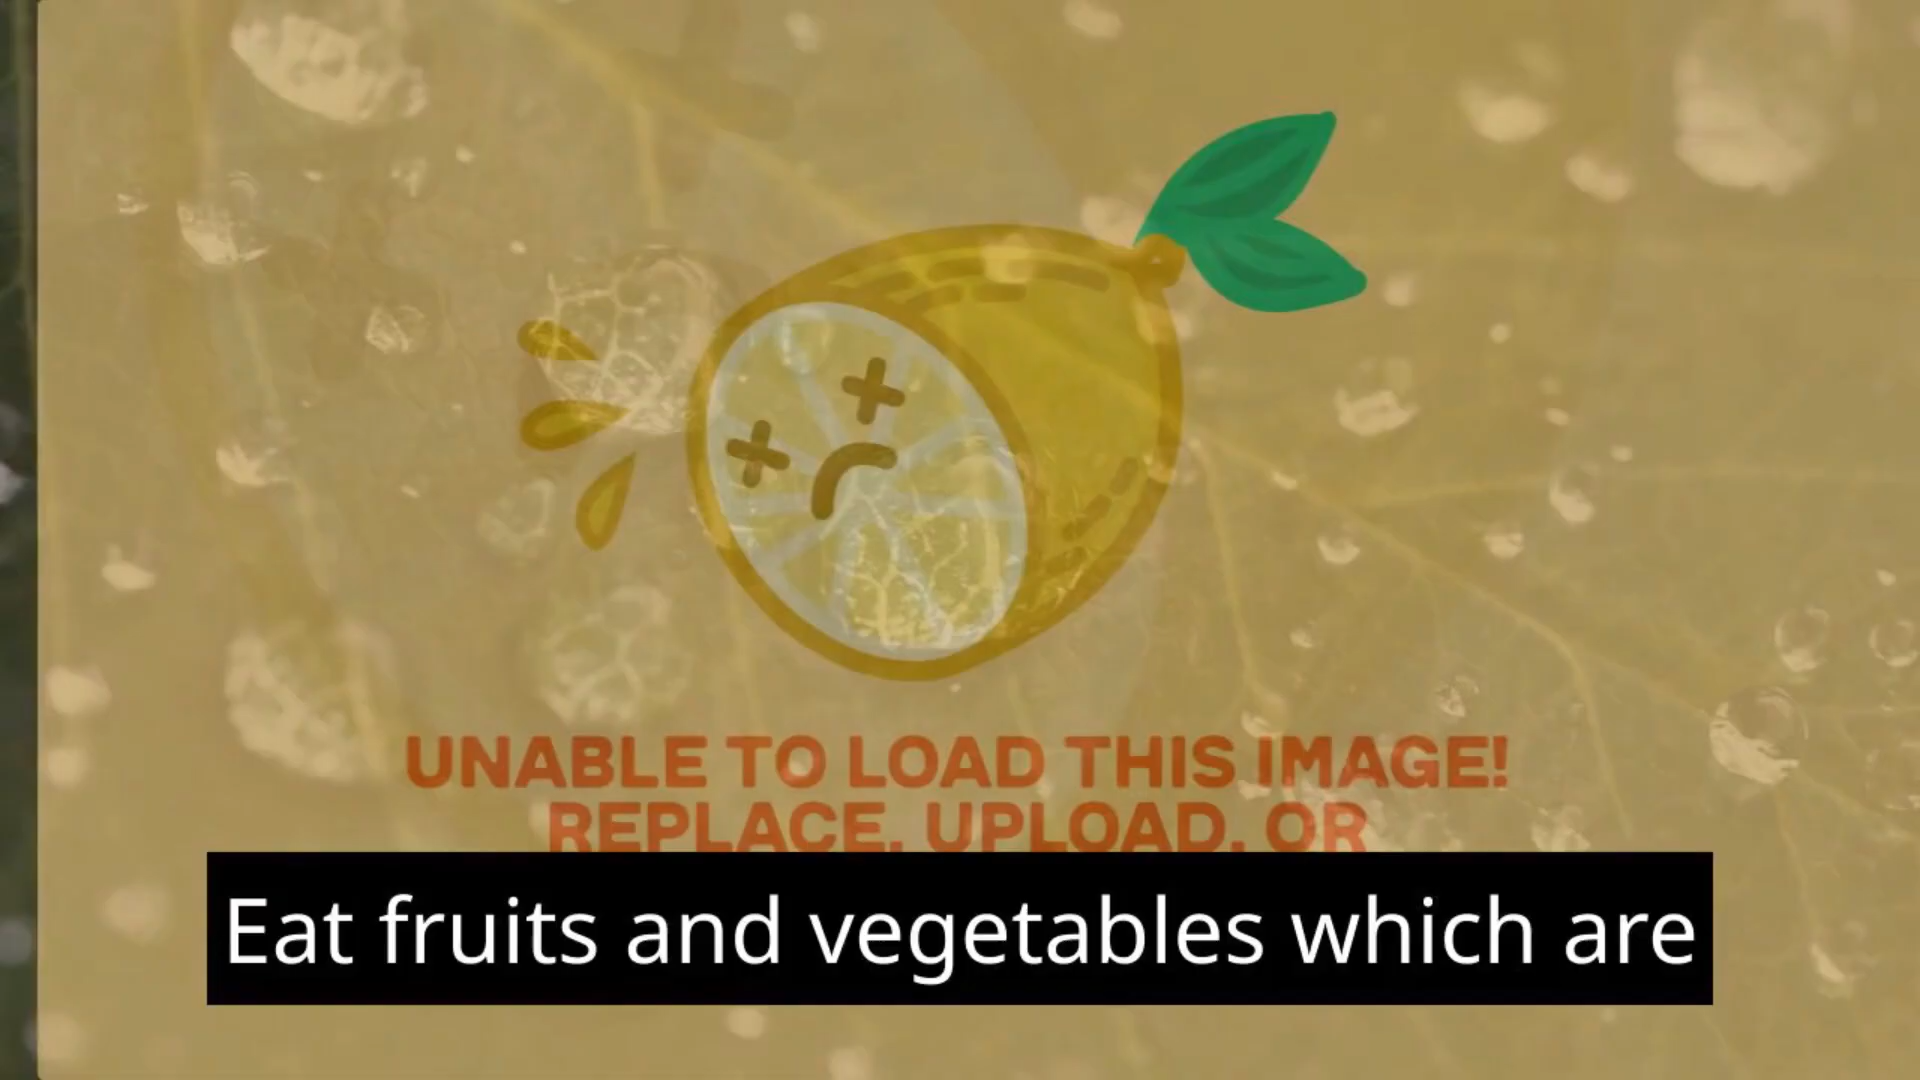 UNABLE TO LOAD THIS IMAGE!
REPLACE, UPLOAD, OR
Eat fruits and vegetables which are